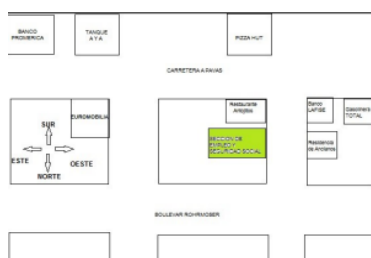 BANCO
PROMERICA
TANQUE
A Y A
PIZZA HUT
CARRETERA A PAVAS
EUROMOBILIA
Restaurante
Antojitos
Banco
LAFISE
Gasolinera
TOTAL
SUR
ESTE
OESTE
NORTE
SECCION DE
EMPLEO Y
SEGURIDAD SOCIAL
Residencia
de Ancianos
BOULEVAR ROHRMOSER